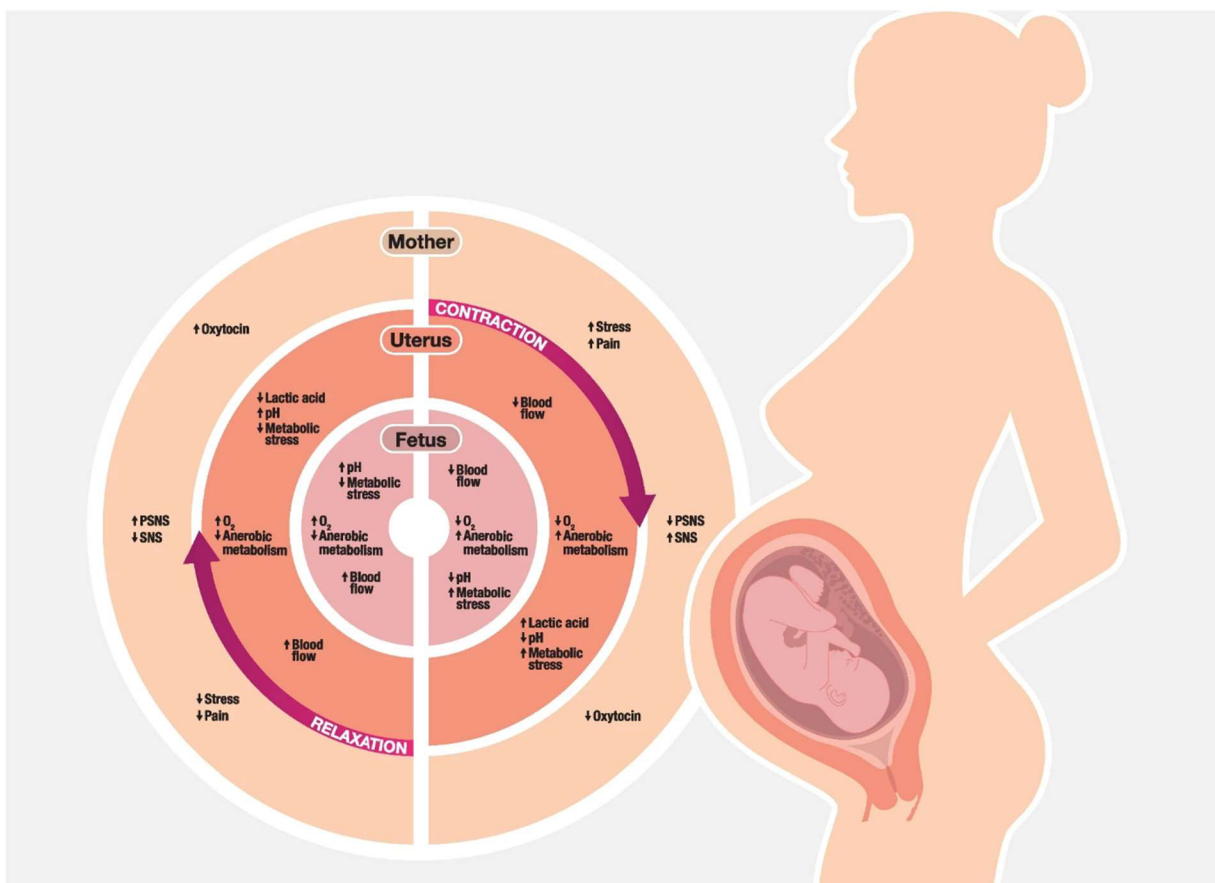 Mother
CONTRACTION
↑ Stress
↑ Pain
↓ PSNS
↑ SNS
↓ Oxytocin
↓ Stress
↓ Pain
↑ PSNS
↓ SNS
↑ Oxytocin
Uterus
↓ Blood
flow
↓ O₂
↑ Anerobic
metabolism
↑ Lactic acid
↓ pH
↑ Metabolic
stress
RELAXATION
↑ Blood
flow
↑ O₂
↓ Anerobic
metabolism
↓ Lactic acid
↑ pH
↓ Metabolic
stress
Fetus
↓ Blood
flow
↓ O₂
↑ Anerobic
metabolism
↓ pH
↑ Metabolic
stress
↑ Blood
flow
↑ O₂
↓ Anerobic
metabolism
↑ pH
↓ Metabolic
stress